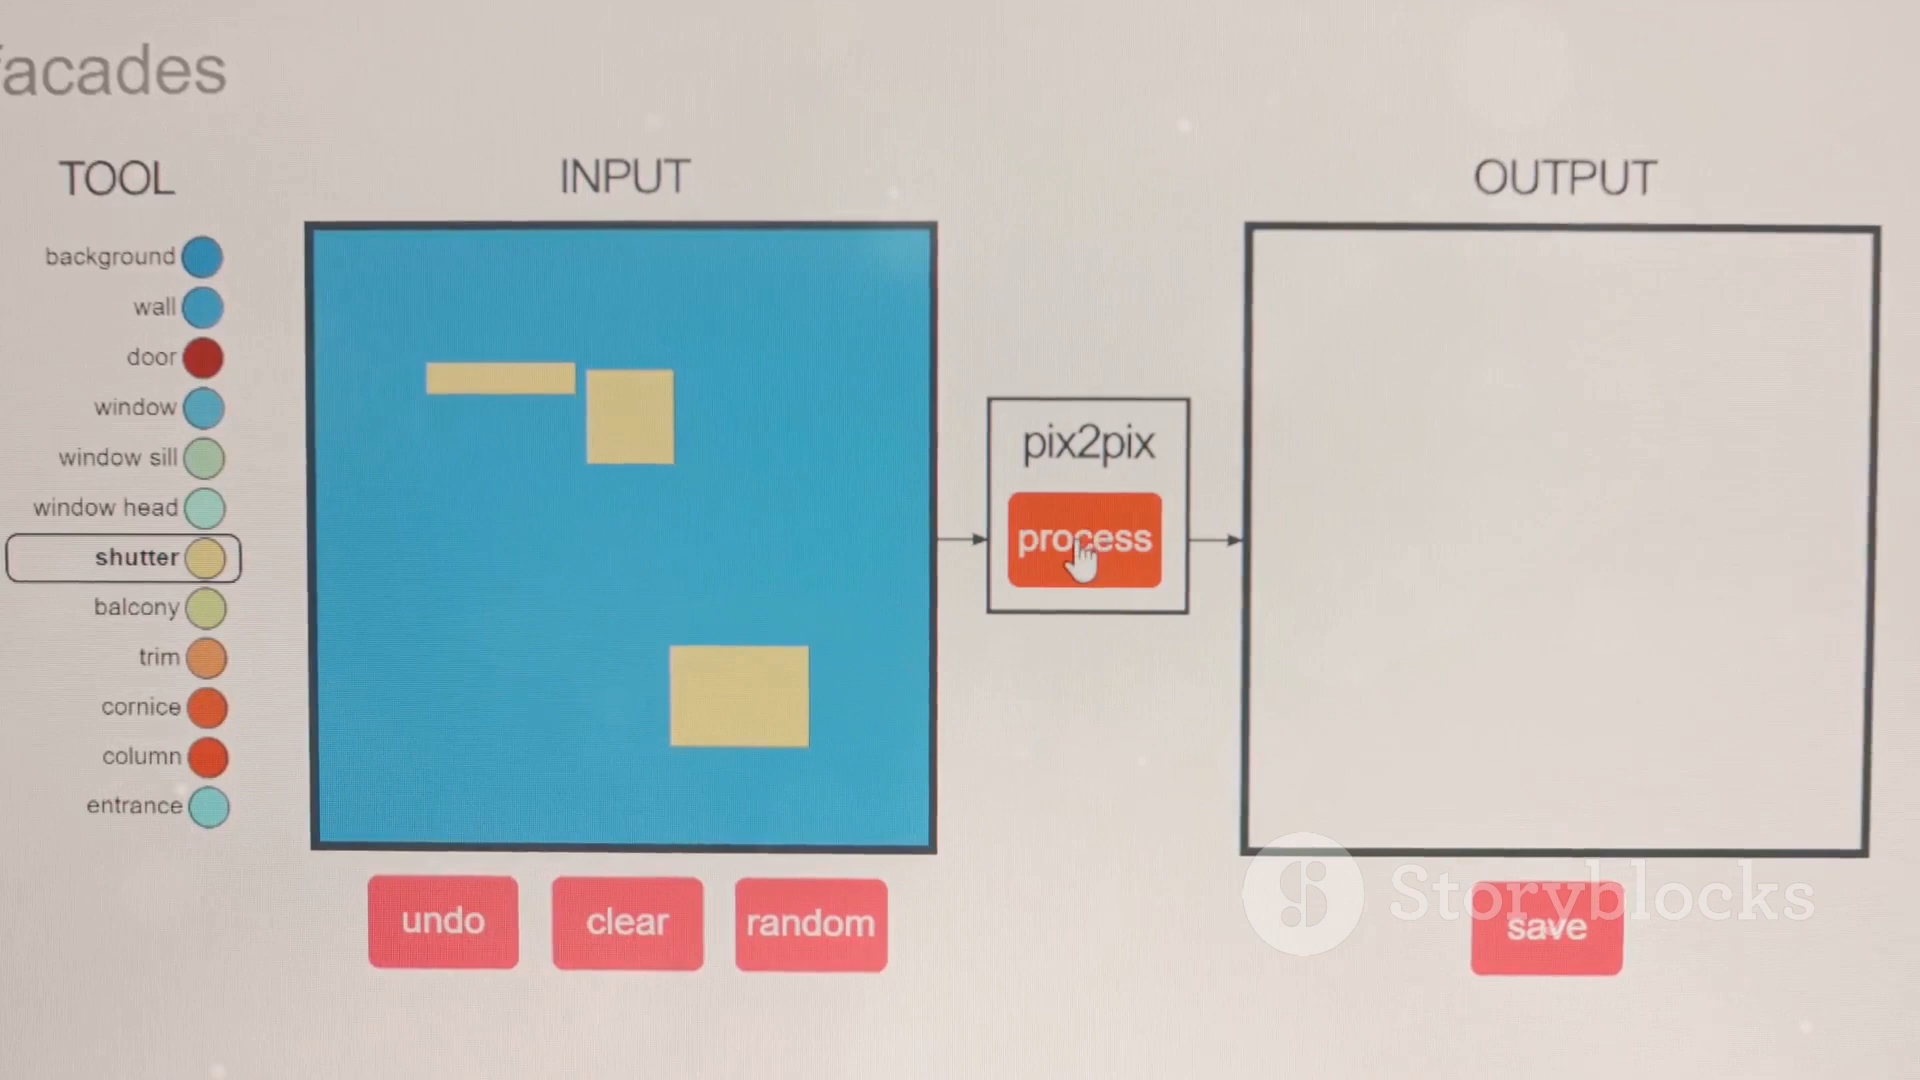 facades
TOOL
INPUT
OUTPUT
background
wall
door
window
window sill
window head
shutter
balcony
trim
cornice
column
entrance
pix2pix
process
undo
clear
random
save
Storyblocks